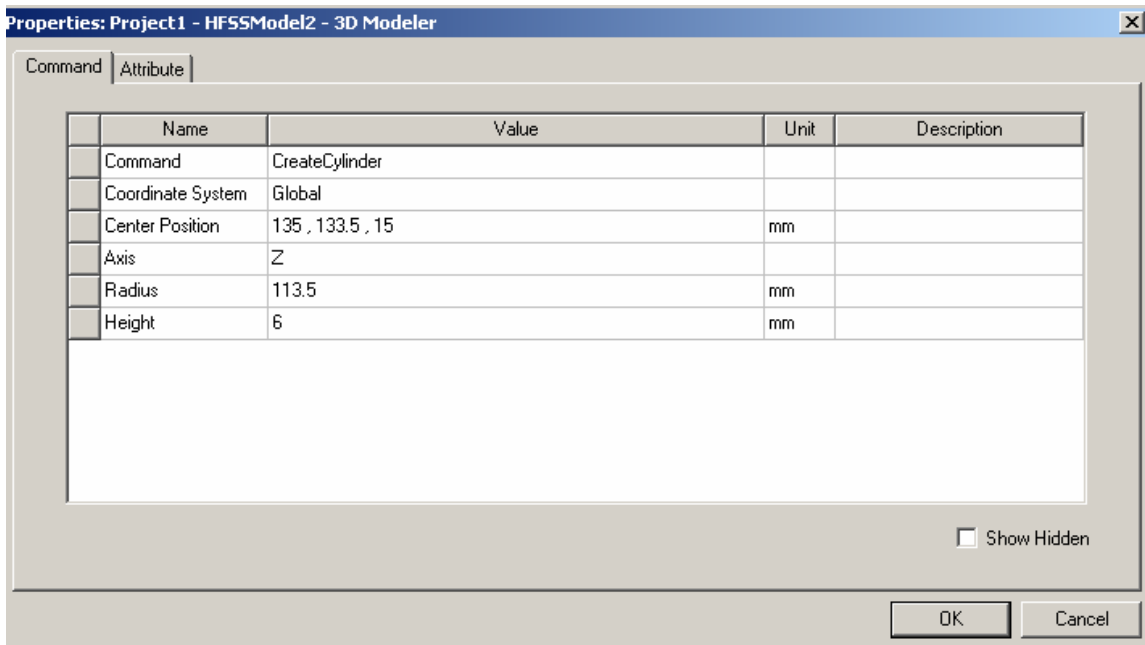 Properties: Project1 - HFSSModel2 - 3D Modeler
Command Attribute
Name Value Unit Description
Command CreateCylinder
Coordinate System Global
Center Position 135 , 133.5 , 15 mm
Axis Z
Radius 113.5 mm
Height 6 mm
Show Hidden
OK Cancel